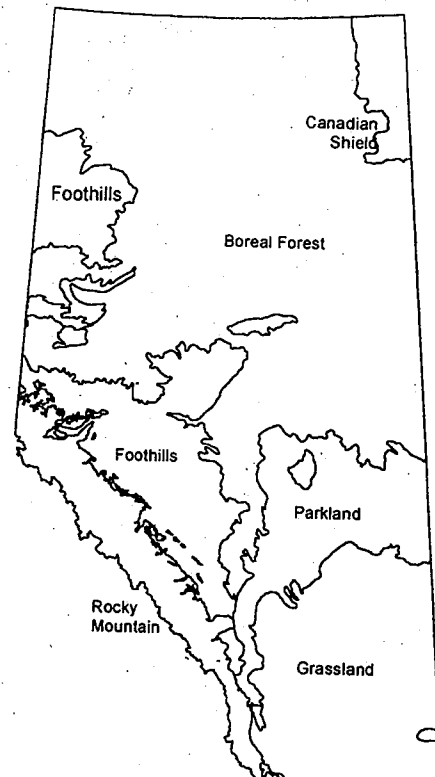 Canadian
Shield
Foothills
Boreal Forest
Foothills
Parkland
Rocky
Mountain
Grassland